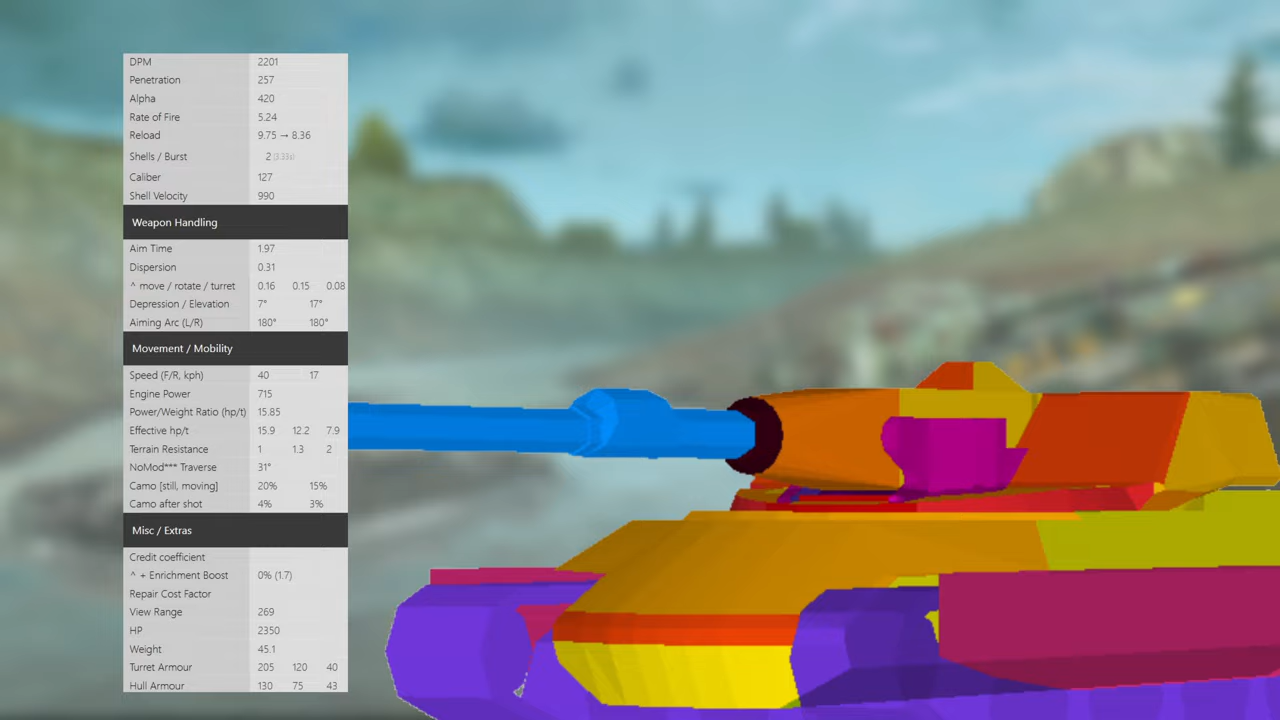 DPM 2201
Penetration 257
Alpha 420
Rate of Fire 5.24
Reload 9.75 → 8.36
Shells / Burst 2 (3.33s)
Caliber 127
Shell Velocity 990
Weapon Handling
Aim Time 1.97
Dispersion 0.31
^ move / rotate / turret 0.16 0.15 0.08
Depression / Elevation 7° 17°
Aiming Arc (L/R) 180° 180°
Movement / Mobility
Speed (F/R, kph) 40 17
Engine Power 715
Power/Weight Ratio (hp/t) 15.85
Effective hp/t 15.9 12.2 7.9
Terrain Resistance 1 1.3 2
NoMod*** Traverse 31°
Camo [still, moving] 20% 15%
Camo after shot 4% 3%
Misc / Extras
Credit coefficient
^ + Enrichment Boost 0% (1.7)
Repair Cost Factor
View Range 269
HP 2350
Weight 45.1
Turret Armour 205 120 40
Hull Armour 130 75 43